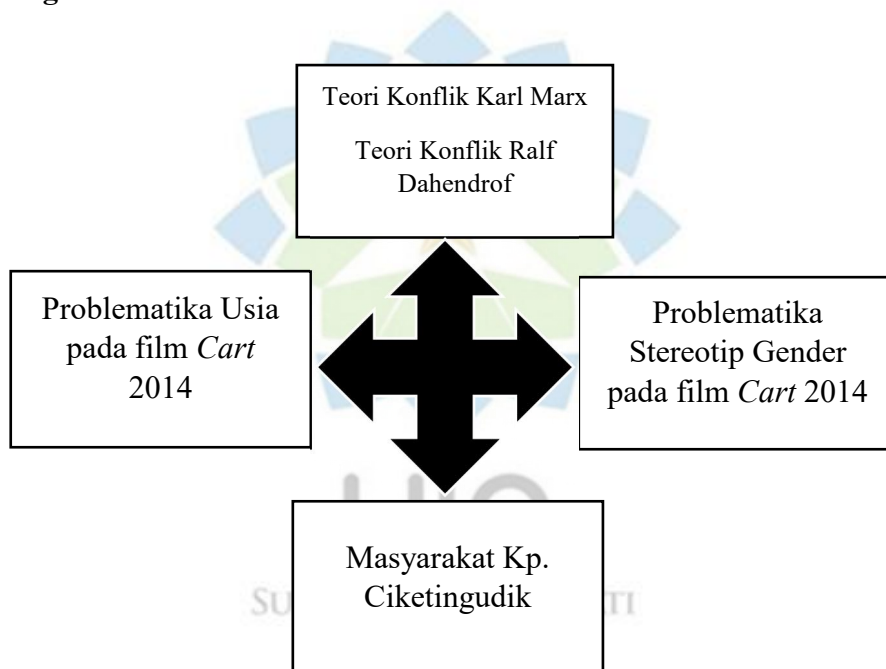 Teori Konflik Karl Marx
Teori Konflik Ralf
Dahendrof
Problematika Usia
pada film Cart
2014
Problematika
Stereotip Gender
pada film Cart 2014
Masyarakat Kp.
Ciketingudik